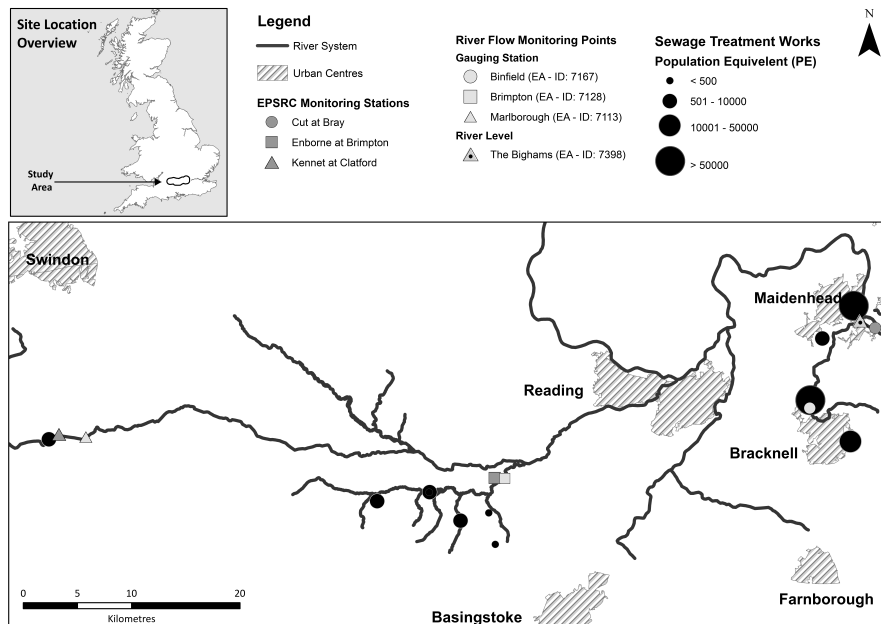 Site Location
Overview
Study
Area
Legend
River System
Urban Centres
EPSRC Monitoring Stations
Cut at Bray
Enborne at Brimpton
Kennet at Clatford
River Flow Monitoring Points
Gauging Station
Binfield (EA - ID: 7167)
Brimpton (EA - ID: 7128)
Marlborough (EA - ID: 7113)
River Level
The Bighams (EA - ID: 7398)
Sewage Treatment Works
Population Equivelent (PE)
< 500
501 - 10000
10001 - 50000
> 50000
N
Swindon
Maidenhead
Reading
Bracknell
Farnborough
Basingstoke
0 5 10 20
Kilometres